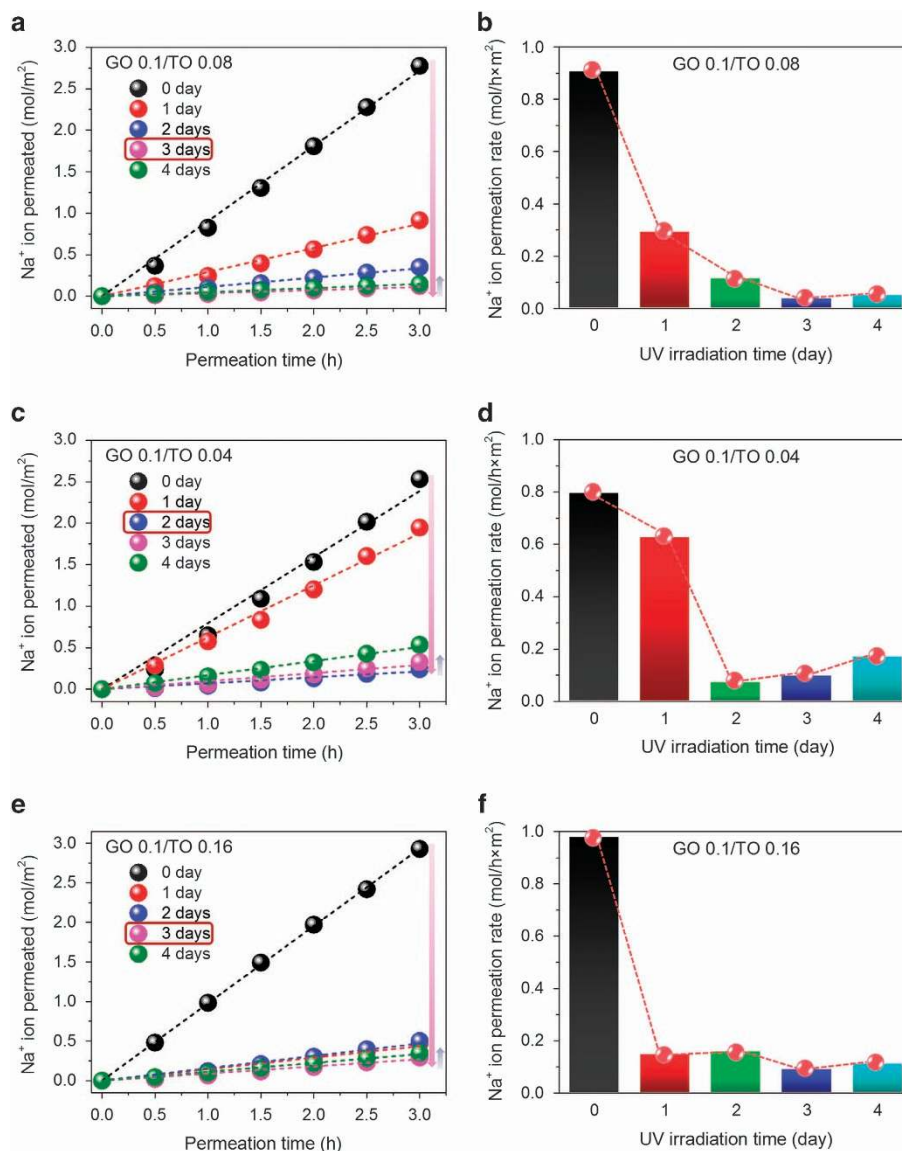 a
Na⁺ ion permeated (mol/m²)
3.0
2.5
2.0
1.5
1.0
0.5
0.0
GO 0.1/TO 0.08
0 day
1 day
2 days
3 days
4 days
0.0 0.5 1.0 1.5 2.0 2.5 3.0
Permeation time (h)
b
Na⁺ ion permeation rate (mol/h×m²)
1.0
0.8
0.6
0.4
0.2
0.0
GO 0.1/TO 0.08
0 1 2 3 4
UV irradiation time (day)
c
Na⁺ ion permeated (mol/m²)
3.0
2.5
2.0
1.5
1.0
0.5
0.0
GO 0.1/TO 0.04
0 day
1 day
2 days
3 days
4 days
0.0 0.5 1.0 1.5 2.0 2.5 3.0
Permeation time (h)
d
Na⁺ ion permeation rate (mol/h×m²)
1.0
0.8
0.6
0.4
0.2
0.0
GO 0.1/TO 0.04
0 1 2 3 4
UV irradiation time (day)
e
Na⁺ ion permeated (mol/m²)
3.0
2.5
2.0
1.5
1.0
0.5
0.0
GO 0.1/TO 0.16
0 day
1 day
2 days
3 days
4 days
0.0 0.5 1.0 1.5 2.0 2.5 3.0
Permeation time (h)
f
Na⁺ ion permeation rate (mol/h×m²)
1.0
0.8
0.6
0.4
0.2
0.0
GO 0.1/TO 0.16
0 1 2 3 4
UV irradiation time (day)